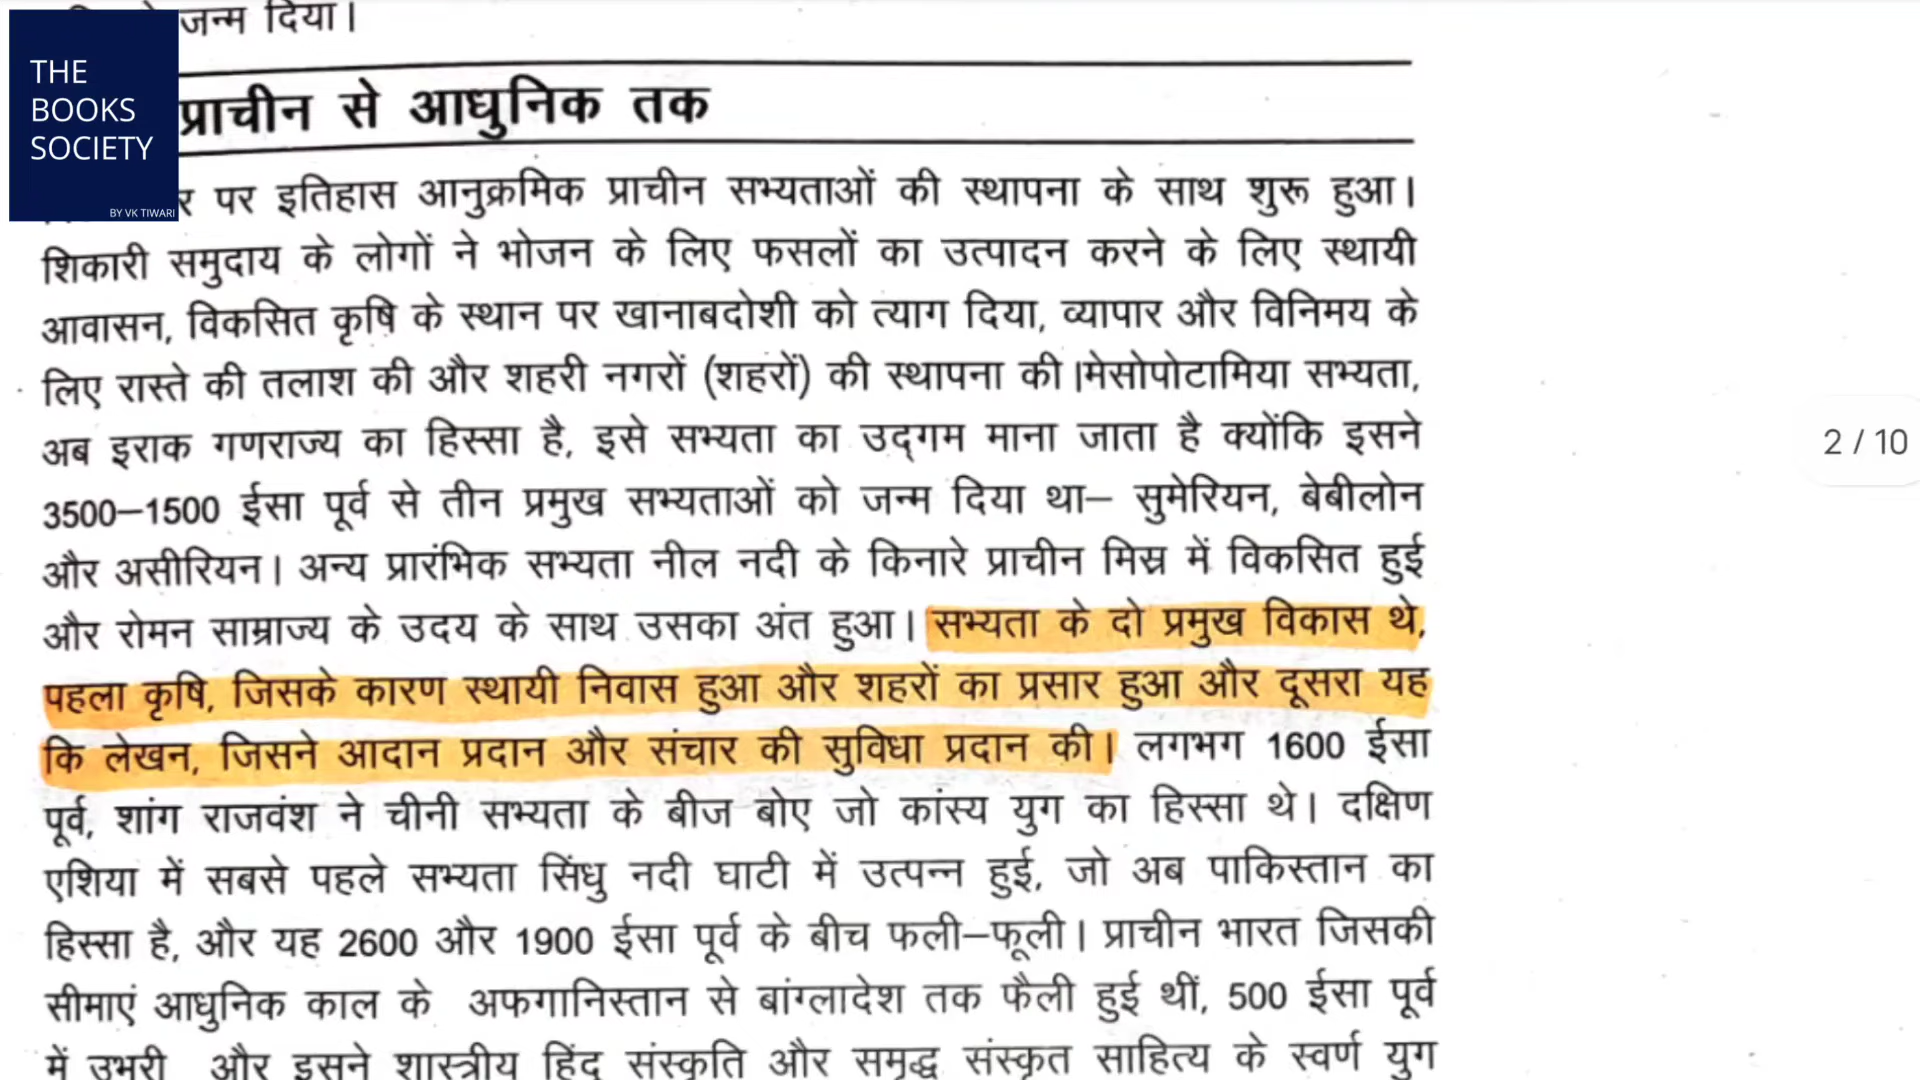 जन्म दिया।
THE
BOOKS
SOCIETY
BY VK TIWARI
प्राचीन से आधुनिक तक
र पर इतिहास आनुक्रमिक प्राचीन सभ्यताओं की स्थापना के साथ शुरू हुआ।
शिकारी समुदाय के लोगों ने भोजन के लिए फसलों का उत्पादन करने के लिए स्थायी
आवासन, विकसित कृषि के स्थान पर खानाबदोशी को त्याग दिया, व्यापार और विनिमय के
लिए रास्ते की तलाश की और शहरी नगरों (शहरों) की स्थापना की।मेसोपोटामिया सभ्यता,
अब इराक गणराज्य का हिस्सा है, इसे सभ्यता का उद्गम माना जाता है क्योंकि इसने
3500–1500 ईसा पूर्व से तीन प्रमुख सभ्यताओं को जन्म दिया था– सुमेरियन, बेबीलोन
और असीरियन। अन्य प्रारंभिक सभ्यता नील नदी के किनारे प्राचीन मिस्र में विकसित हुई
और रोमन साम्राज्य के उदय के साथ उसका अंत हुआ। सभ्यता के दो प्रमुख विकास थे,
पहला कृषि, जिसके कारण स्थायी निवास हुआ और शहरों का प्रसार हुआ और दूसरा यह
कि लेखन, जिसने आदान प्रदान और संचार की सुविधा प्रदान की। लगभग 1600 ईसा
पूर्व, शांग राजवंश ने चीनी सभ्यता के बीज बोए जो कांस्य युग का हिस्सा थे। दक्षिण
एशिया में सबसे पहले सभ्यता सिंधु नदी घाटी में उत्पन्न हुई, जो अब पाकिस्तान का
हिस्सा है, और यह 2600 और 1900 ईसा पूर्व के बीच फली–फूली। प्राचीन भारत जिसकी
सीमाएं आधुनिक काल के अफगानिस्तान से बांग्लादेश तक फैली हुई थीं, 500 ईसा पूर्व
में उभरी और इसने शास्त्रीय हिंदू संस्कृति और समृद्ध संस्कृत साहित्य के स्वर्ण युग
2 / 10